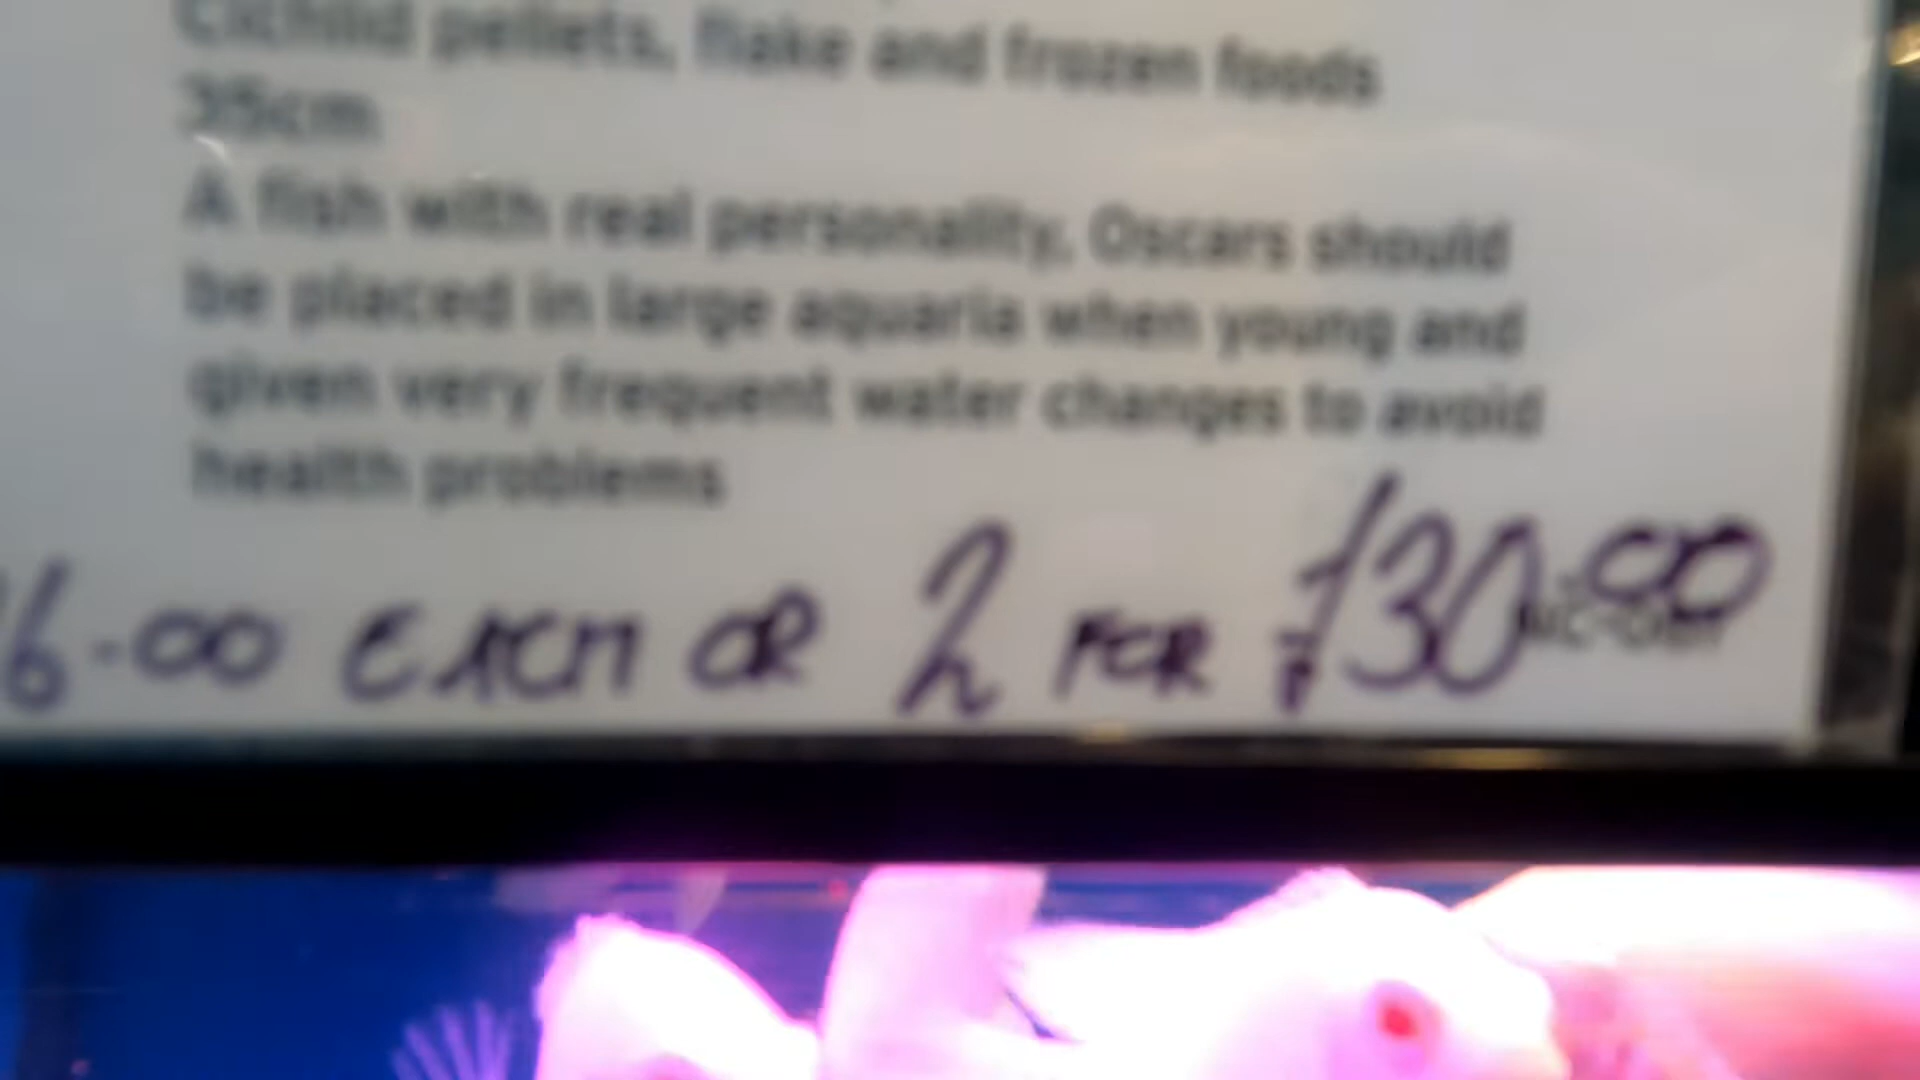 Cichlid pellets, flake and frozen foods
35cm
A fish with real personality, Oscars should
be placed in large aquaria when young and
given very frequent water changes to avoid
health problems
6.00 EACH OR 2 FOR £30.00